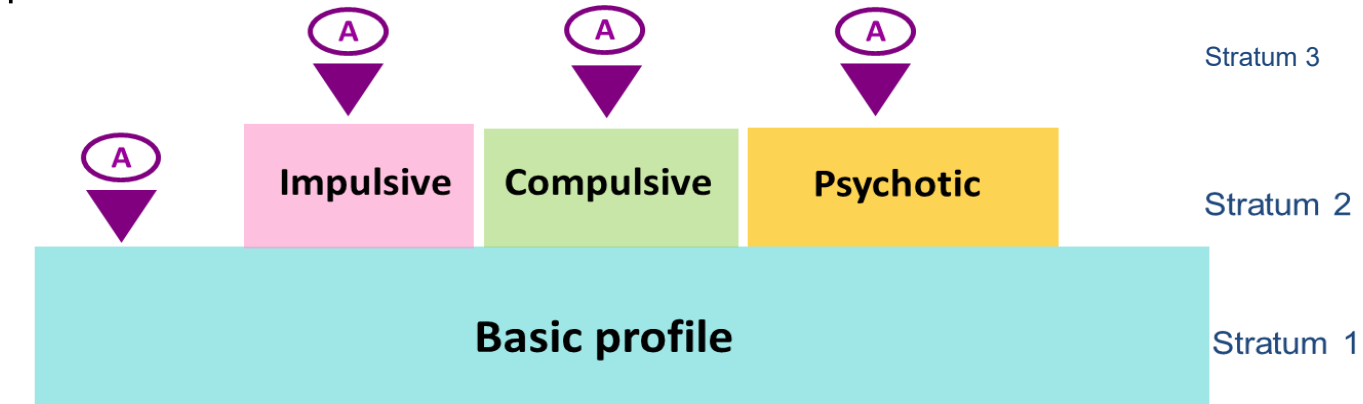 A
A
A
Stratum 3
A
Impulsive
Compulsive
Psychotic
Stratum 2
Basic profile
Stratum 1